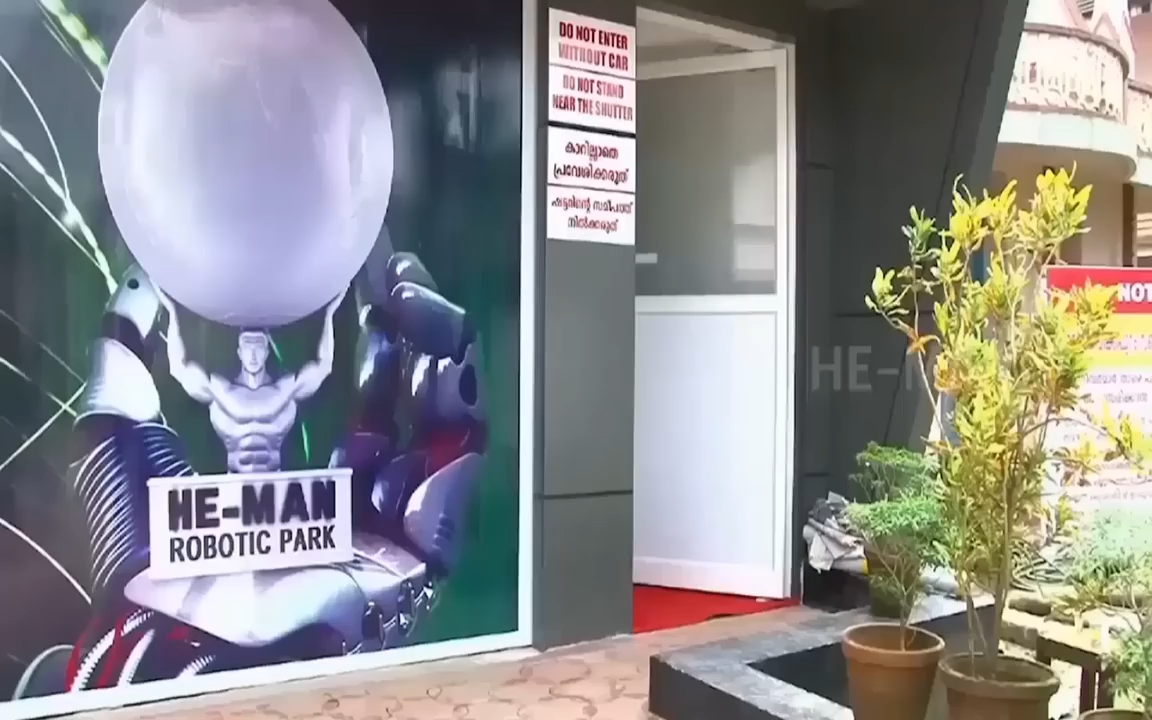 DO NOT ENTER
WITHOUT CAR
DO NOT STAND
NEAR THE SHUTTER
കാറില്ലാതെ
പ്രവേശിക്കരുത്
ഷട്ടറിന്റെ സമീപത്ത്
നിൽക്കരുത്
HE-MAN
ROBOTIC PARK
HE-M
NOT